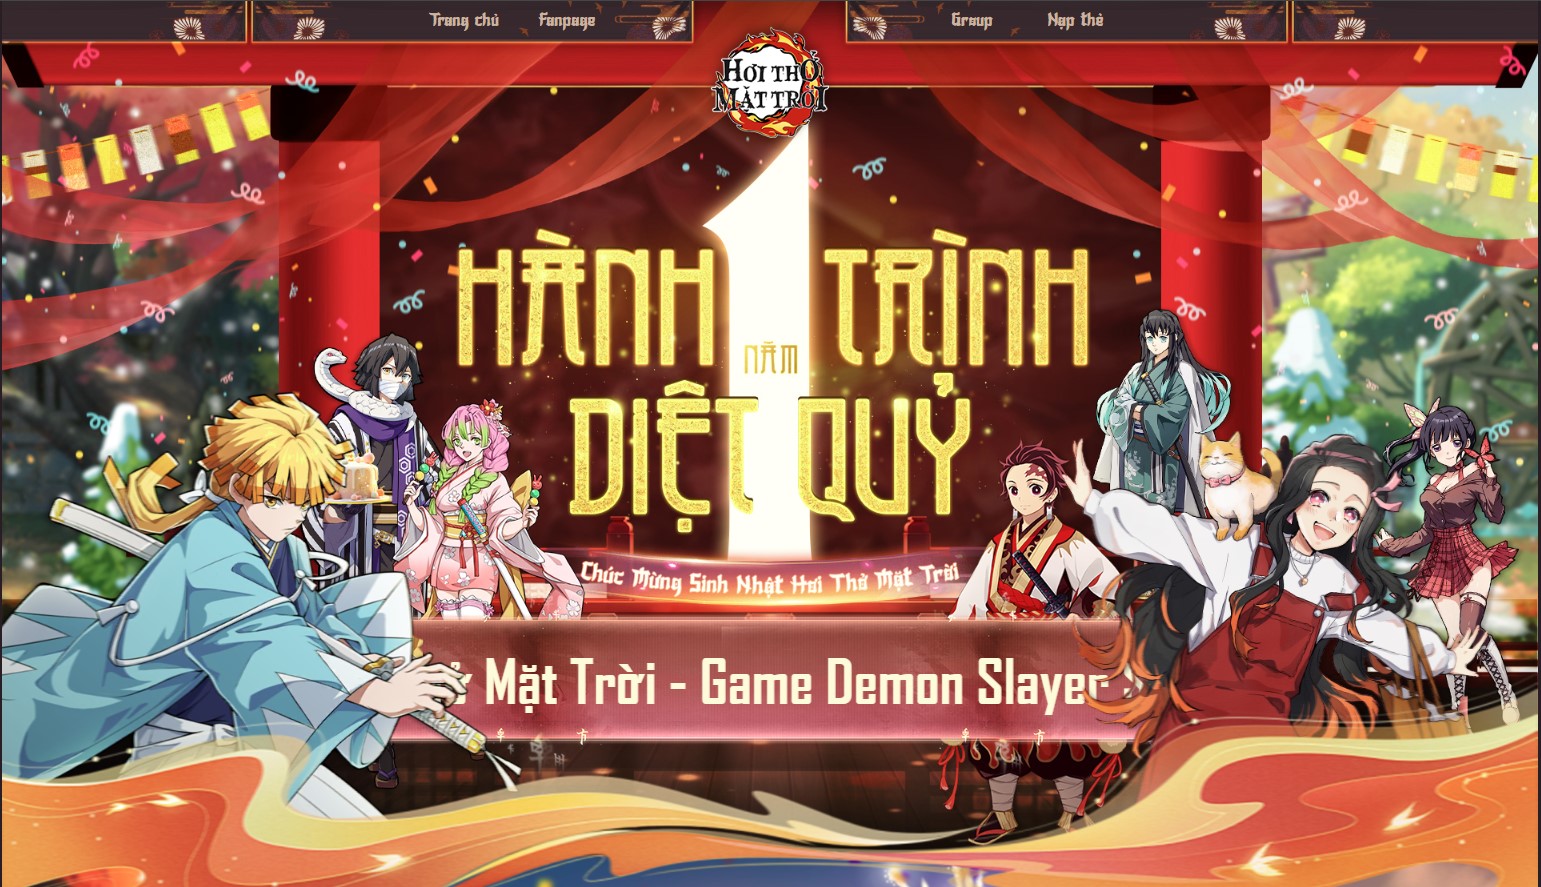 Trang chủ
Fanpage
Group
Nạp thẻ
HƠI THỞ
MẶT TRỜI
HÀNH 1 TRÌNH
NĂM
DIỆT QUỶ
Chúc Mừng Sinh Nhật Hơi Thở Mặt Trời
Mặt Trời - Game Demon Slayer